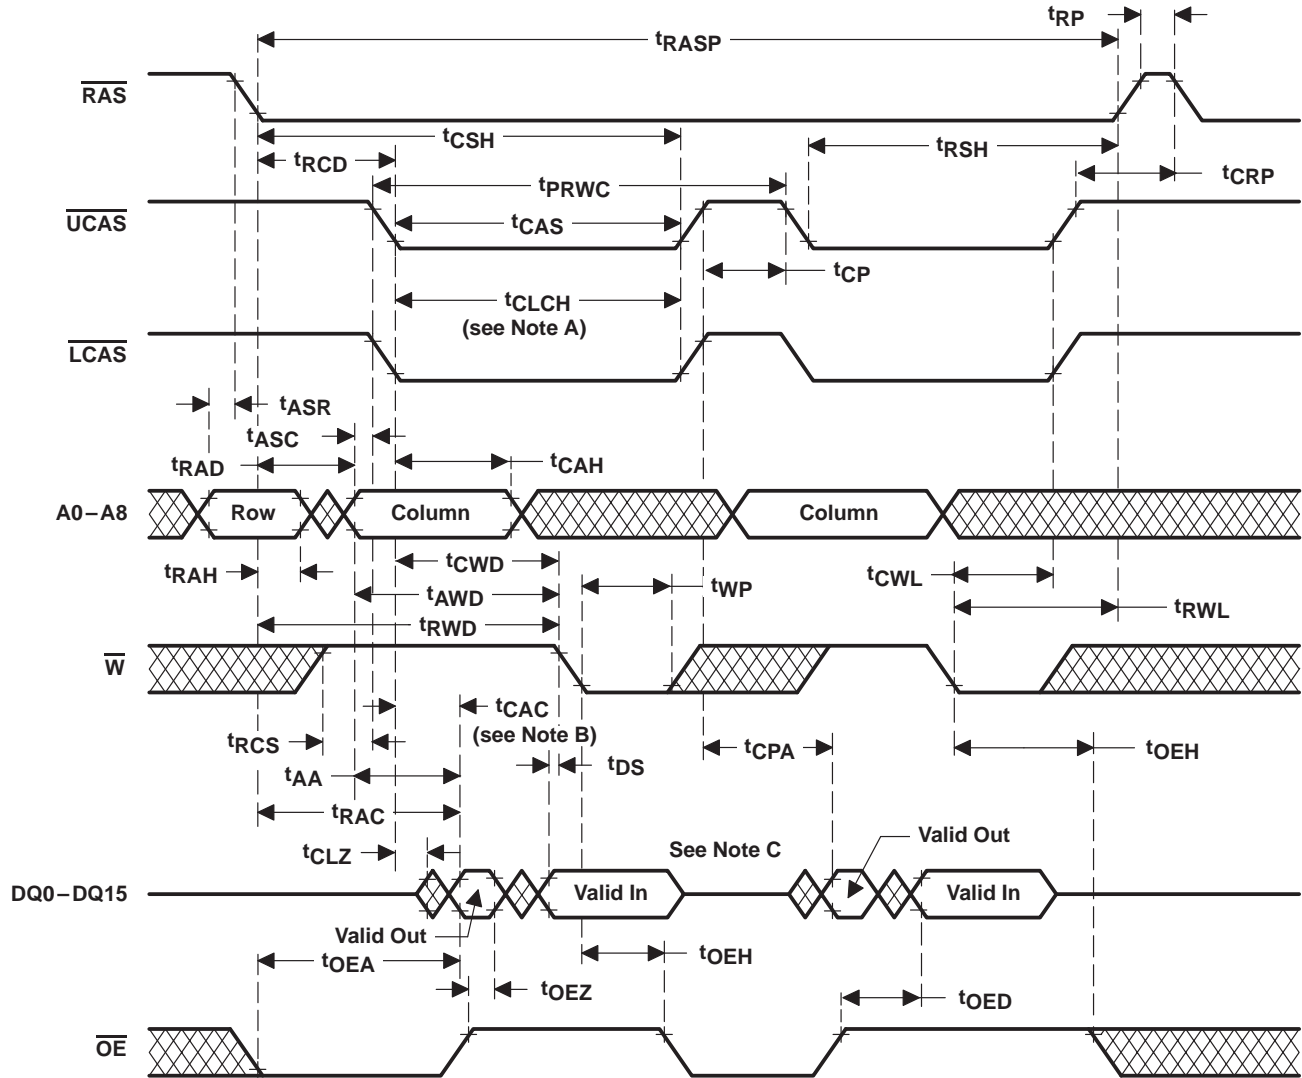 tRP
tRASP
RAS
tCSH
tRSH
tRCD
tCRP
tPRWC
UCAS
tCAS
tCP
tCLCH
(see Note A)
LCAS
tASR
tASC
tRAD
tCAH
A0–A8
Row
Column
Column
tRAH
tCWD
tWP
tCWL
tAWD
tRWL
tRWD
W
tCAC
(see Note B)
tRCS
tCPA
tOEH
tDS
tAA
tRAC
Valid Out
tCLZ
See Note C
DQ0–DQ15
Valid In
Valid In
Valid Out
tOEH
tOEA
tOEZ
tOED
OE